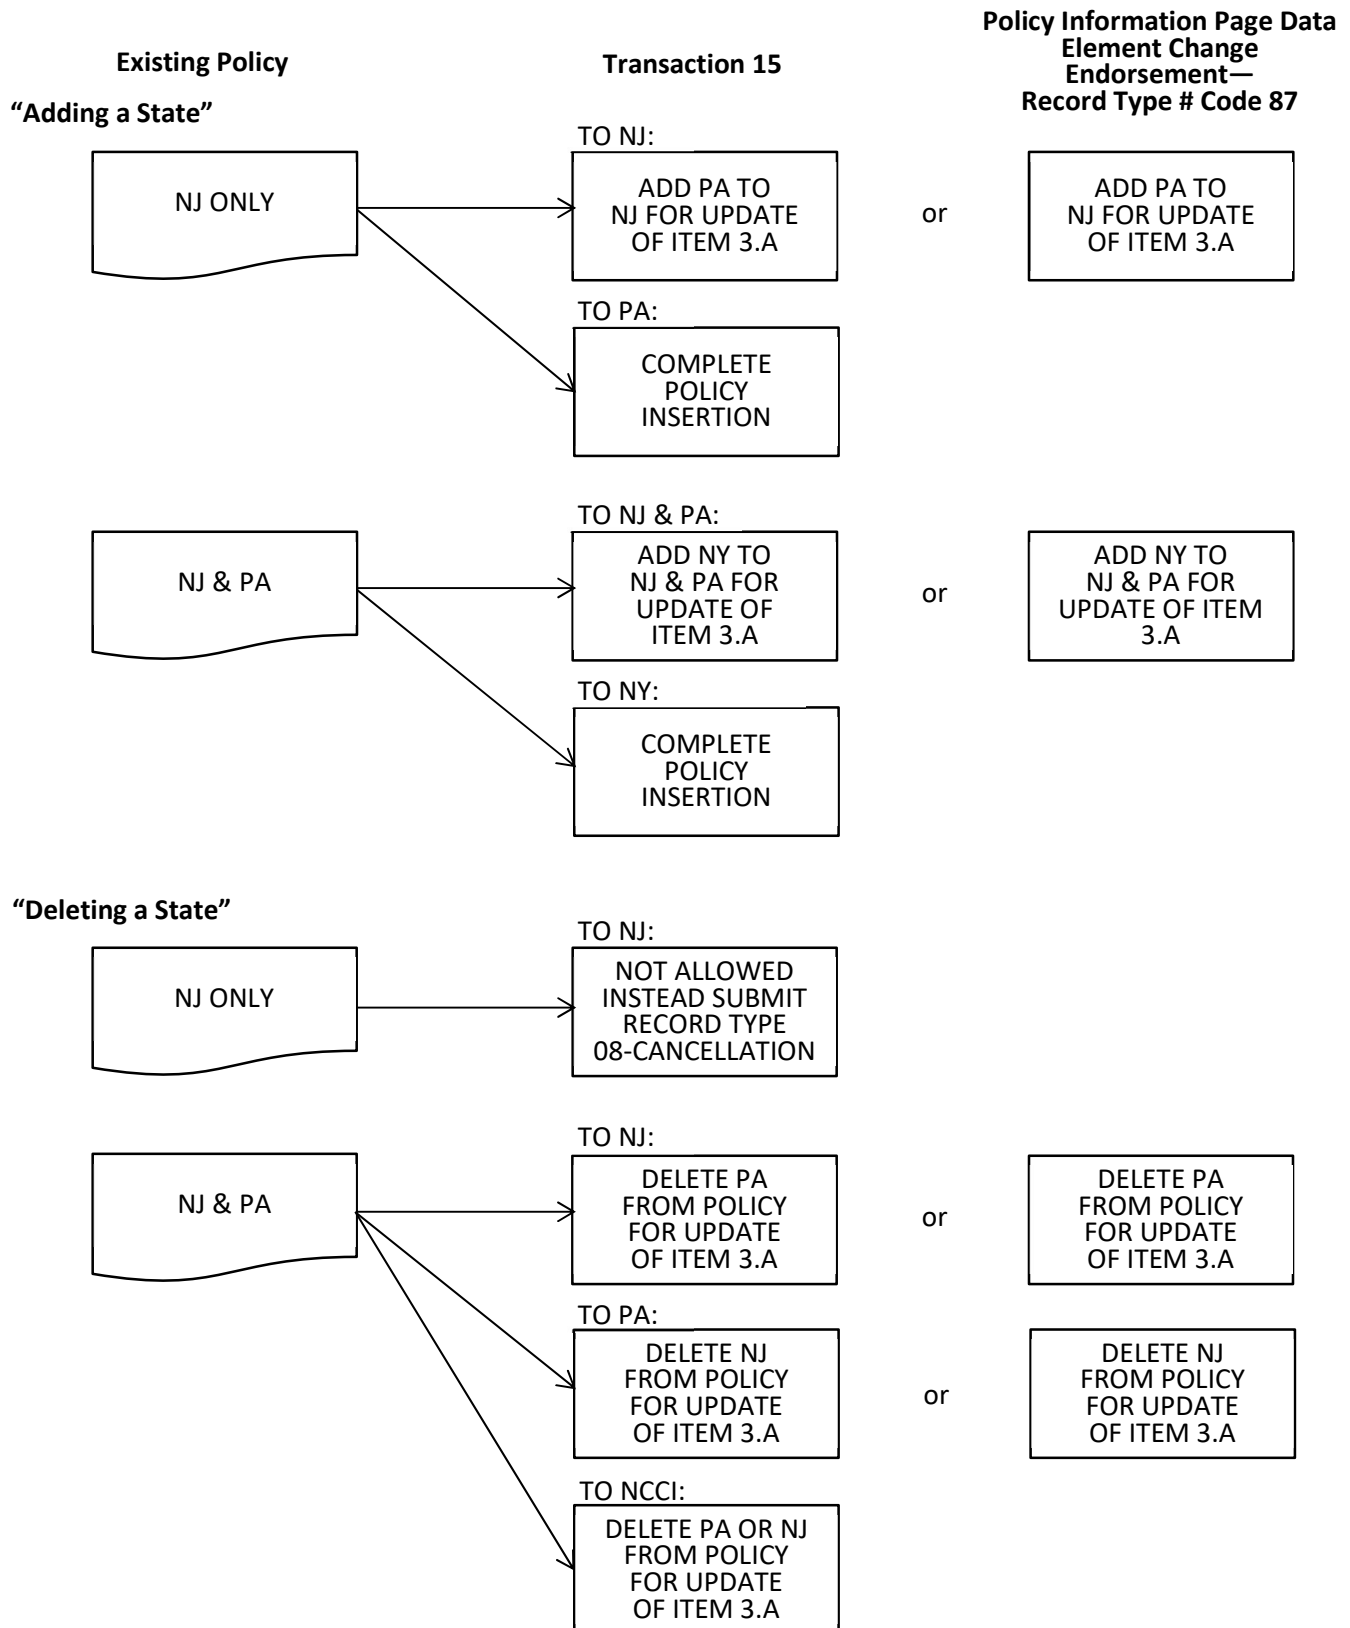 Existing Policy
Transaction 15
Policy Information Page Data
Element Change
Endorsement—
Record Type # Code 87
“Adding a State”
NJ ONLY
TO NJ:
ADD PA TO
NJ FOR UPDATE
OF ITEM 3.A
or
ADD PA TO
NJ FOR UPDATE
OF ITEM 3.A
TO PA:
COMPLETE
POLICY
INSERTION
NJ & PA
TO NJ & PA:
ADD NY TO
NJ & PA FOR
UPDATE OF
ITEM 3.A
or
ADD NY TO
NJ & PA FOR
UPDATE OF ITEM
3.A
TO NY:
COMPLETE
POLICY
INSERTION
“Deleting a State”
NJ ONLY
TO NJ:
NOT ALLOWED
INSTEAD SUBMIT
RECORD TYPE
08-CANCELLATION
NJ & PA
TO NJ:
DELETE PA
FROM POLICY
FOR UPDATE
OF ITEM 3.A
or
DELETE PA
FROM POLICY
FOR UPDATE
OF ITEM 3.A
TO PA:
DELETE NJ
FROM POLICY
FOR UPDATE
OF ITEM 3.A
or
DELETE NJ
FROM POLICY
FOR UPDATE
OF ITEM 3.A
TO NCCI:
DELETE PA OR NJ
FROM POLICY
FOR UPDATE
OF ITEM 3.A